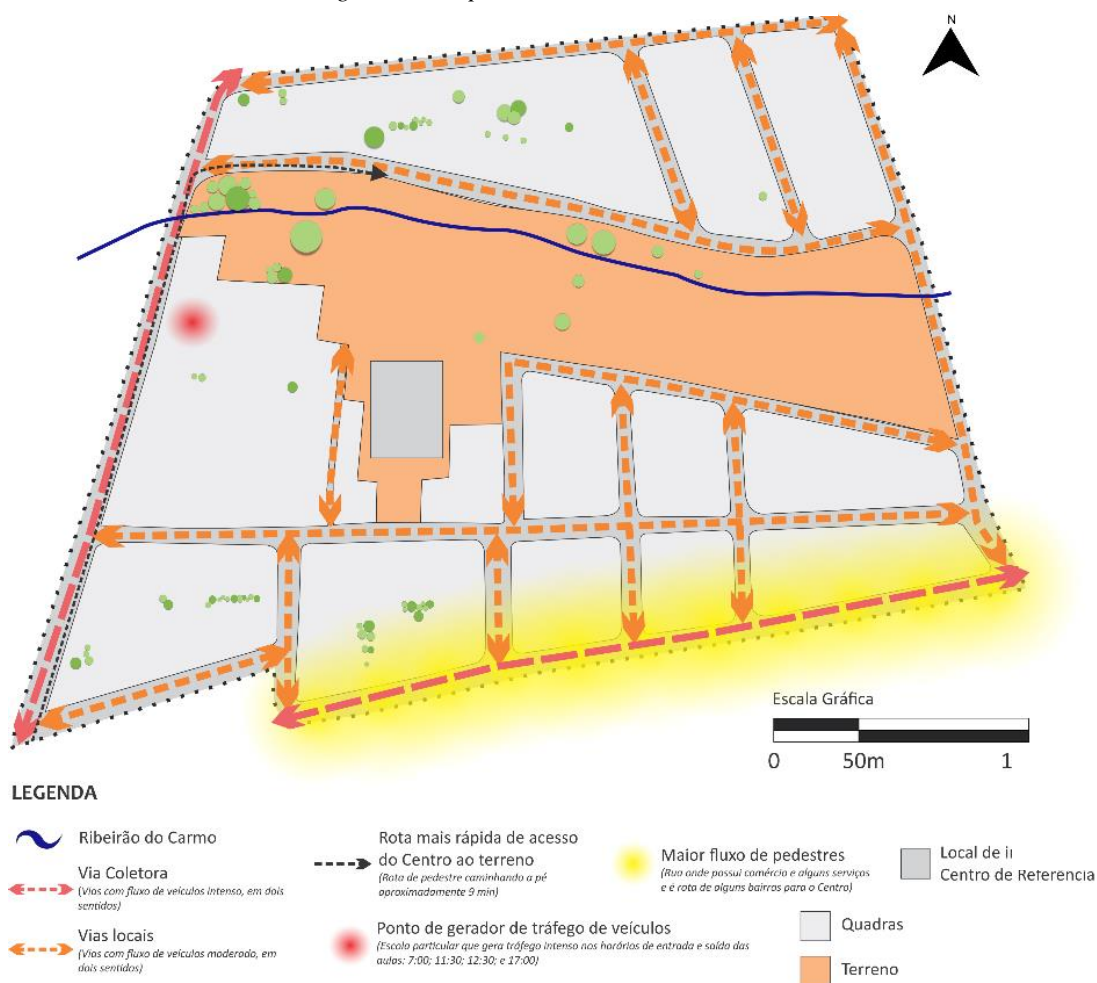 N
Escala Gráfica
0 50m 1
LEGENDA
Ribeirão do Carmo
Via Coletora
(Vias com fluxo de veículos intenso, em dois
sentidos)
Vias locais
(Vias com fluxo de veículos moderado, em
dois sentidos)
Rota mais rápida de acesso
do Centro ao terreno
(Rota de pedestre caminhando a pé
aproximadamente 9 min)
Ponto de gerador de tráfego de veículos
(Escola particular que gera tráfego intenso nos horários de entrada e saída das
aulas: 7:00; 11:30; 12:30; e 17:00)
Maior fluxo de pedestres
(Rua onde possui comércio e alguns serviços
e é rota de alguns bairros para o Centro)
Local de
Centro de Referencia
Quadras
Terreno